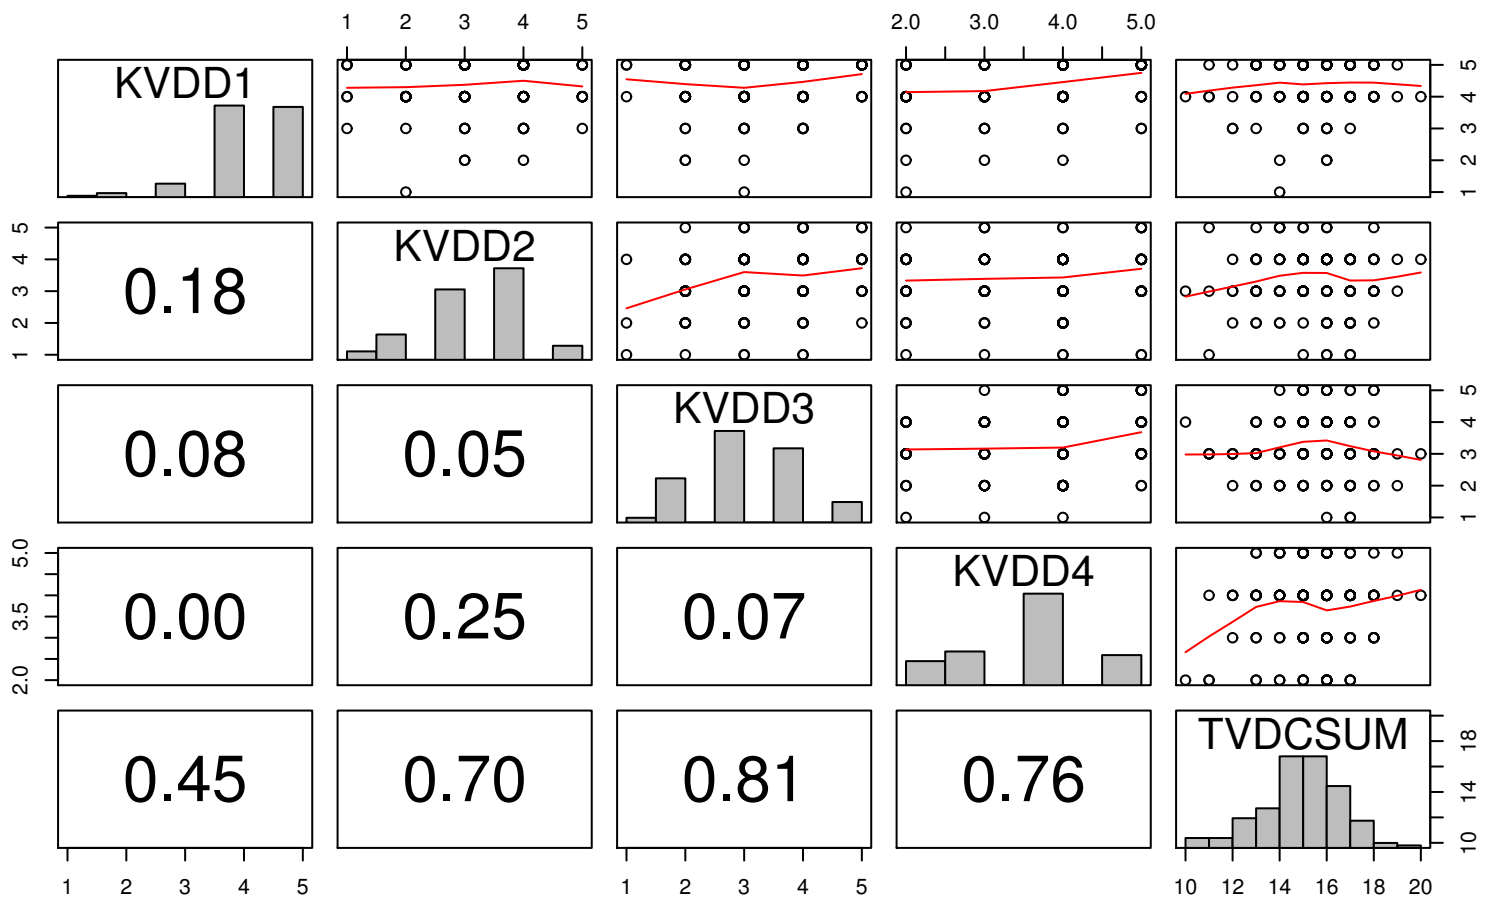 1 2 3 4 5 2.0 3.0 4.0 5.0
KVDD1 1 2 3 4 5
1 2 3 4 5 0.18 KVDD2
0.08 0.05 KVDD3 1 2 3 4 5
2.0 3.5 5.0 0.00 0.25 0.07 KVDD4
0.45 0.70 0.81 0.76 TVDCSUM 10 14 18
1 2 3 4 5 1 2 3 4 5 10 12 14 16 18 20